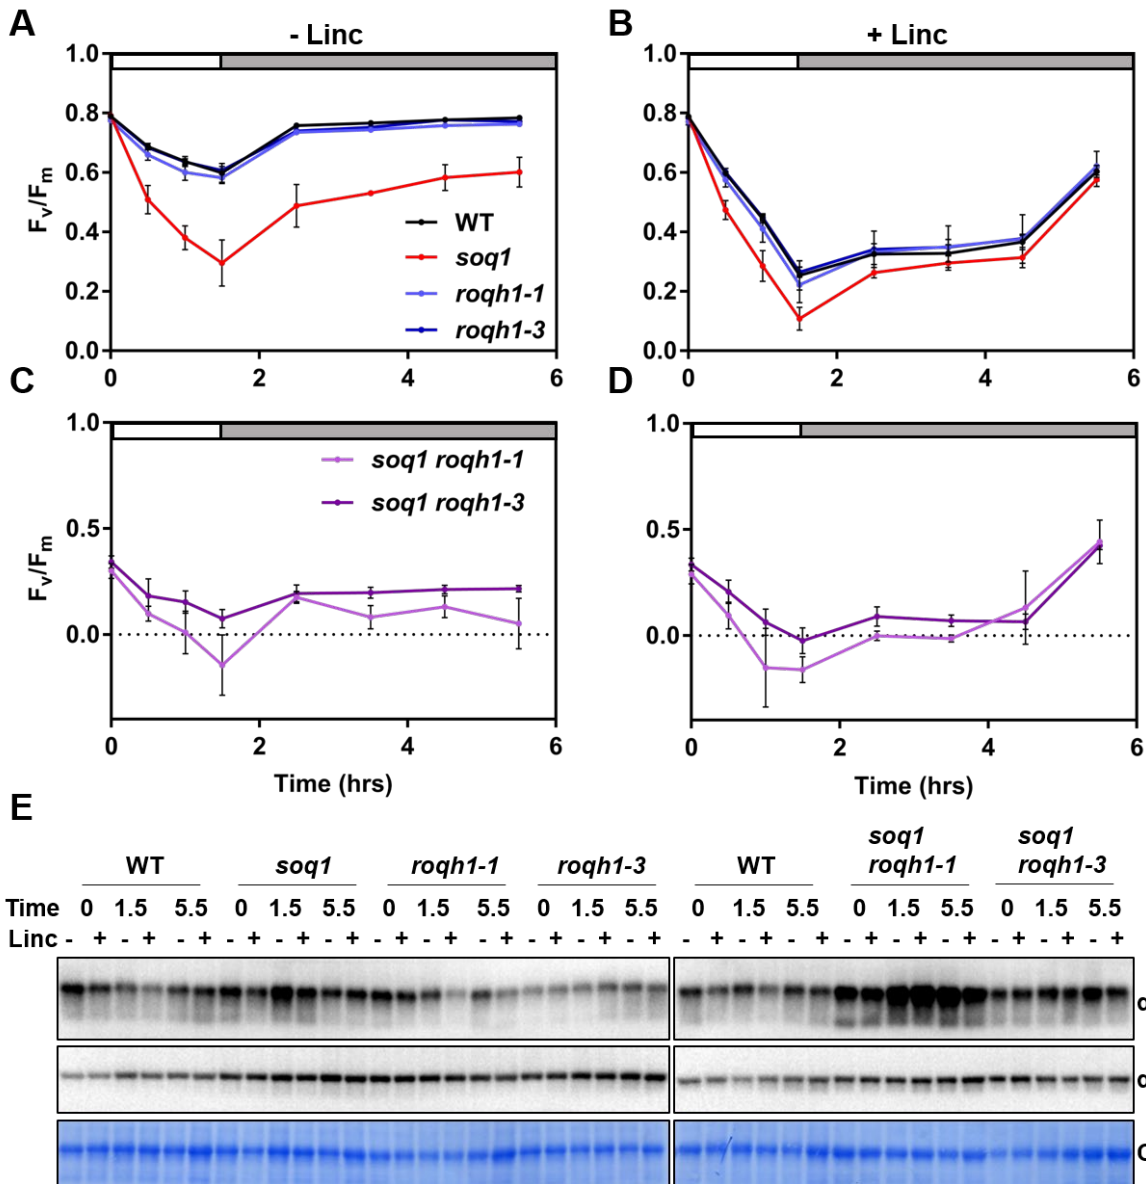 A
- Linc
B
+ Linc
1.0
0.8
0.6
0.4
0.2
0.0
Fv/Fm
WT
soq1
roqh1-1
roqh1-3
0 2 4 6
1.0
0.8
0.6
0.4
0.2
0.0
0 2 4 6
C
D
1.0
0.5
0.0
Fv/Fm
soq1 roqh1-1
soq1 roqh1-3
0 2 4 6
Time (hrs)
1.0
0.5
0.0
0 2 4 6
Time (hrs)
E
WT soq1 roqh1-1 roqh1-3 WT soq1 roqh1-1 soq1 roqh1-3
Time 0 1.5 5.5 0 1.5 5.5 0 1.5 5.5 0 1.5 5.5 0 1.5 5.5 0 1.5 5.5 0 1.5 5.5
Linc - + - + - + - + - + - + - + - + - + - + - + - + - + - + - + - + - + - + - + - + - +